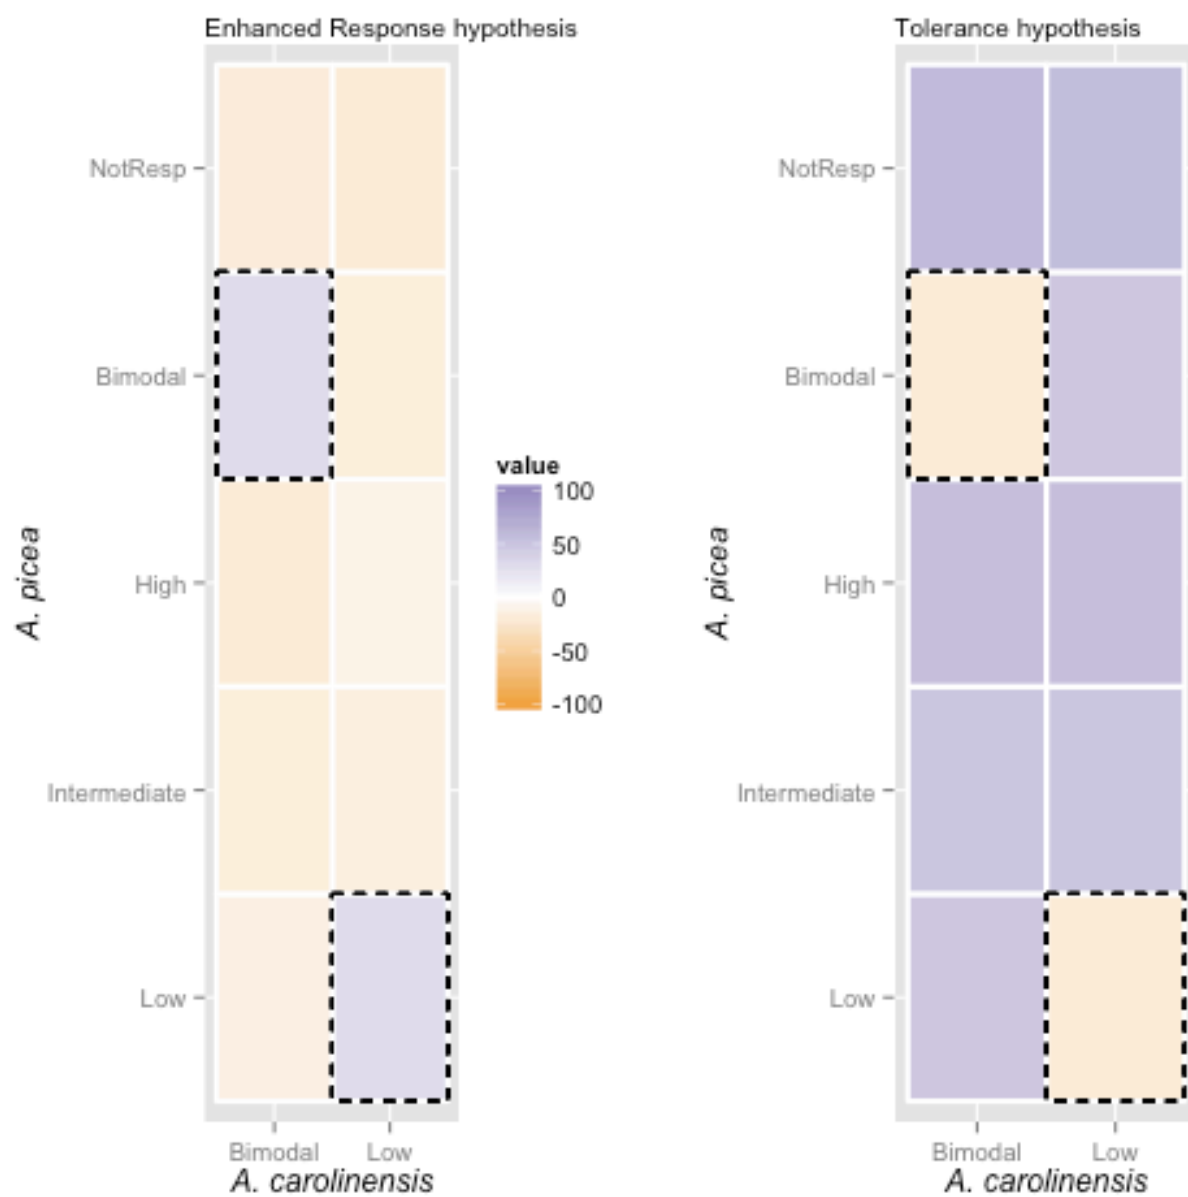 Enhanced Response hypothesis
NotResp
Bimodal
High
Intermediate
Low
A. picea
Bimodal Low
A. carolinensis
value
100
50
0
-50
-100
Tolerance hypothesis
NotResp
Bimodal
High
Intermediate
Low
A. picea
Bimodal Low
A. carolinensis